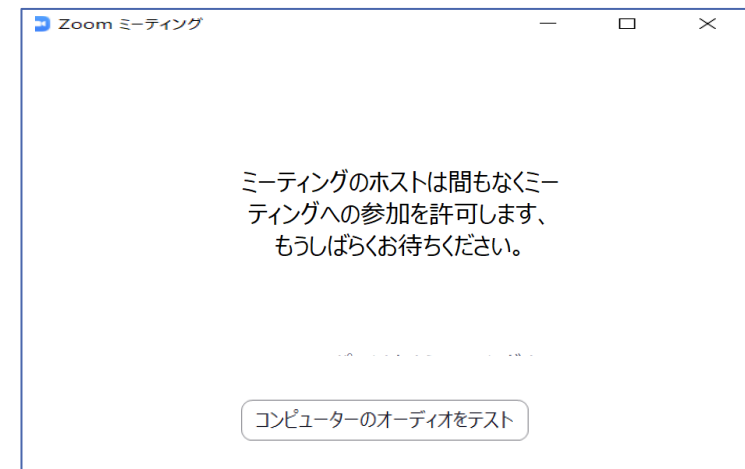 Zoom ミーティング
ミーティングのホストは間もなくミー
ティングへの参加を許可します、
もうしばらくお待ちください。
コンピューターのオーディオをテスト